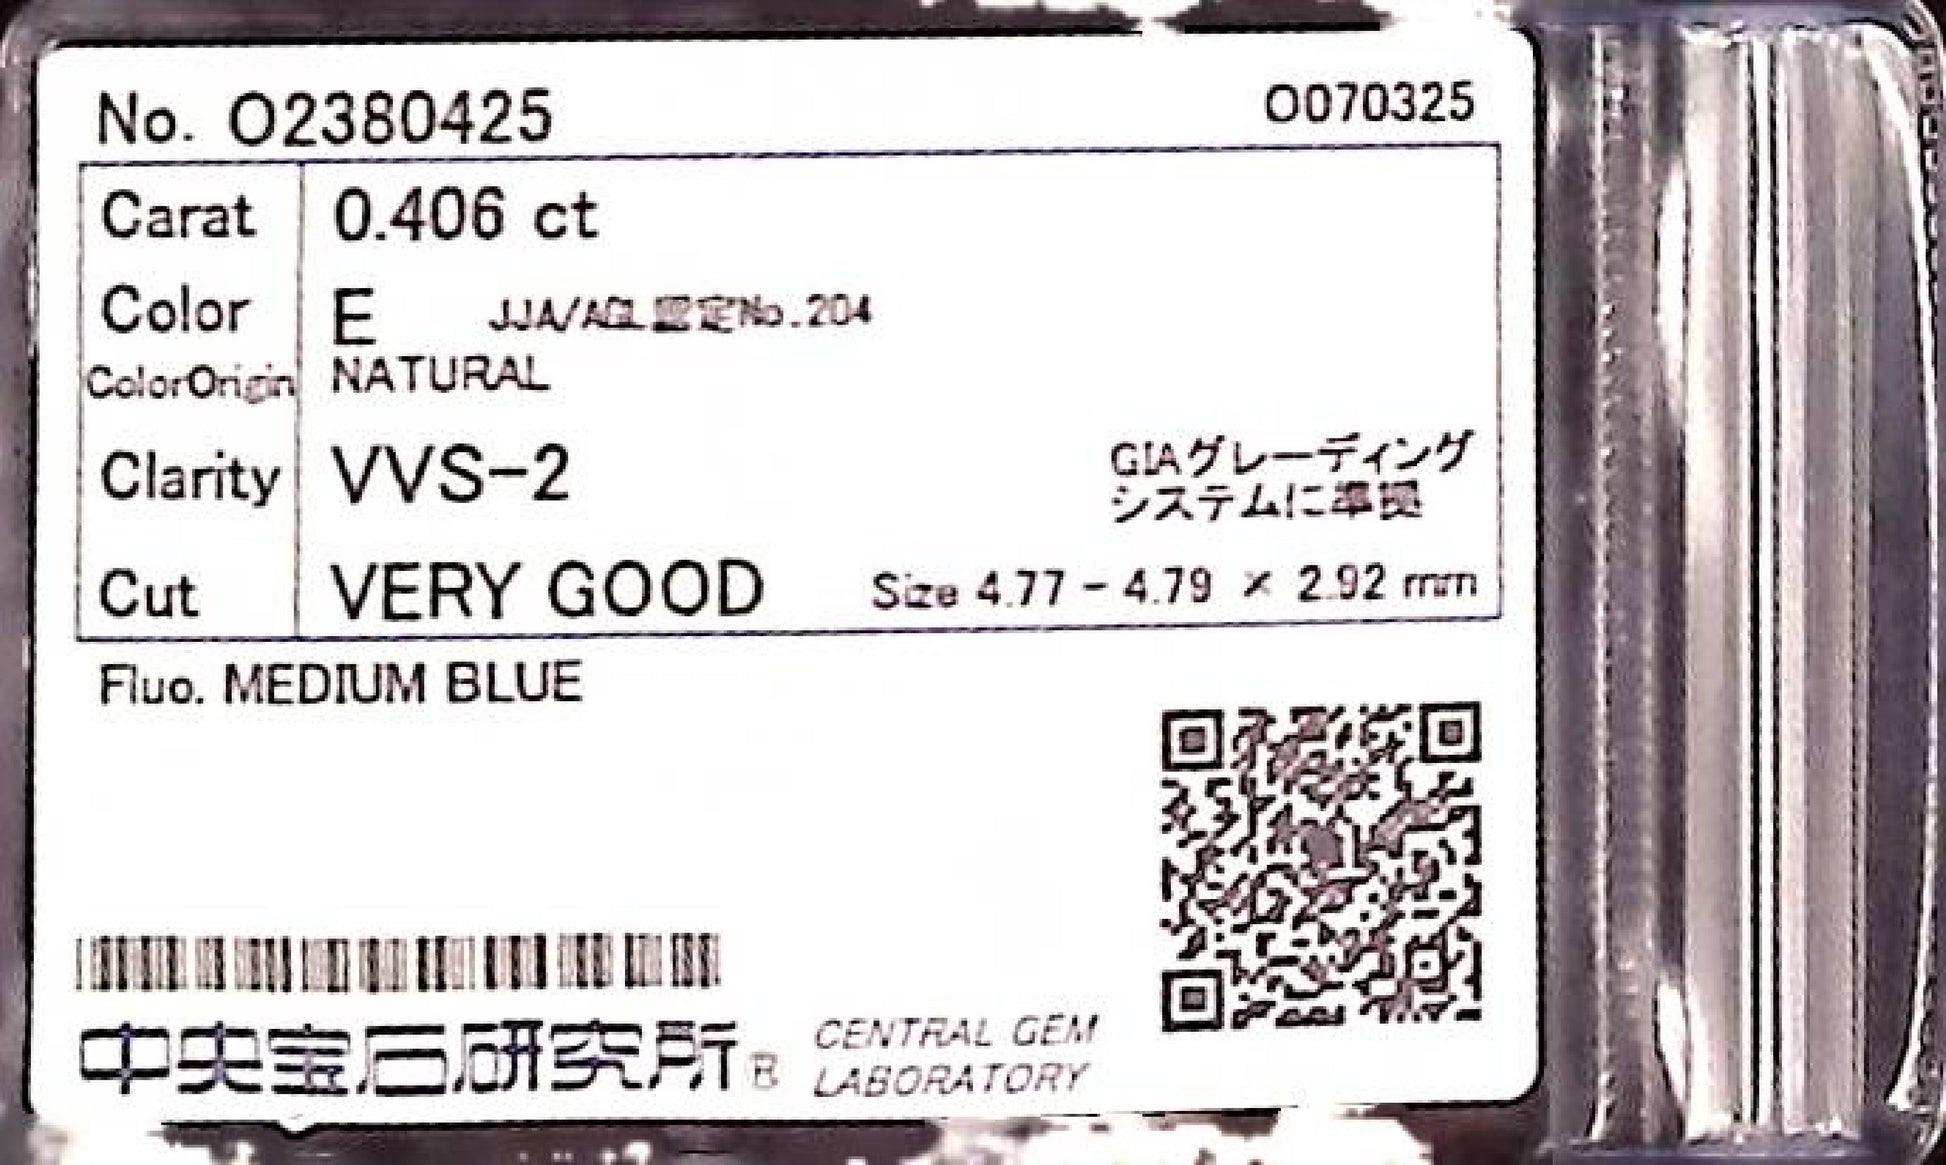 No. O2380425 O070325
Carat 0.406 ct
Color E JJA/AGL認定No.204
ColorOrigin NATURAL
Clarity VVS-2 GIAグレーディング
システムに準拠
Cut VERY GOOD Size 4.77 - 4.79 × 2.92 mm
Fluo. MEDIUM BLUE
中央宝石研究所 B CENTRAL GEM
LABORATORY